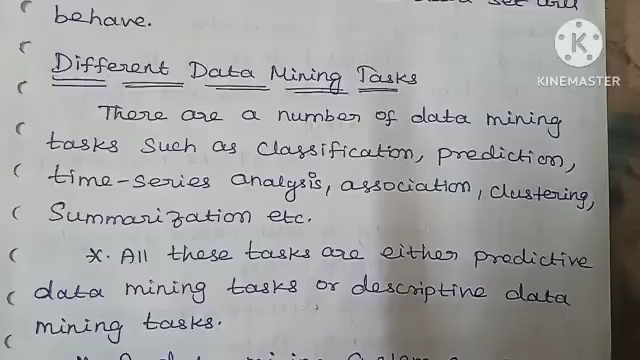 behave.
KINEMASTER
Different Data Mining Tasks
There are a number of data mining
tasks such as classification, prediction,
time-series analysis, association, clustering,
Summarization etc.
*. All these tasks are either predictive
data mining tasks or descriptive data
mining tasks.